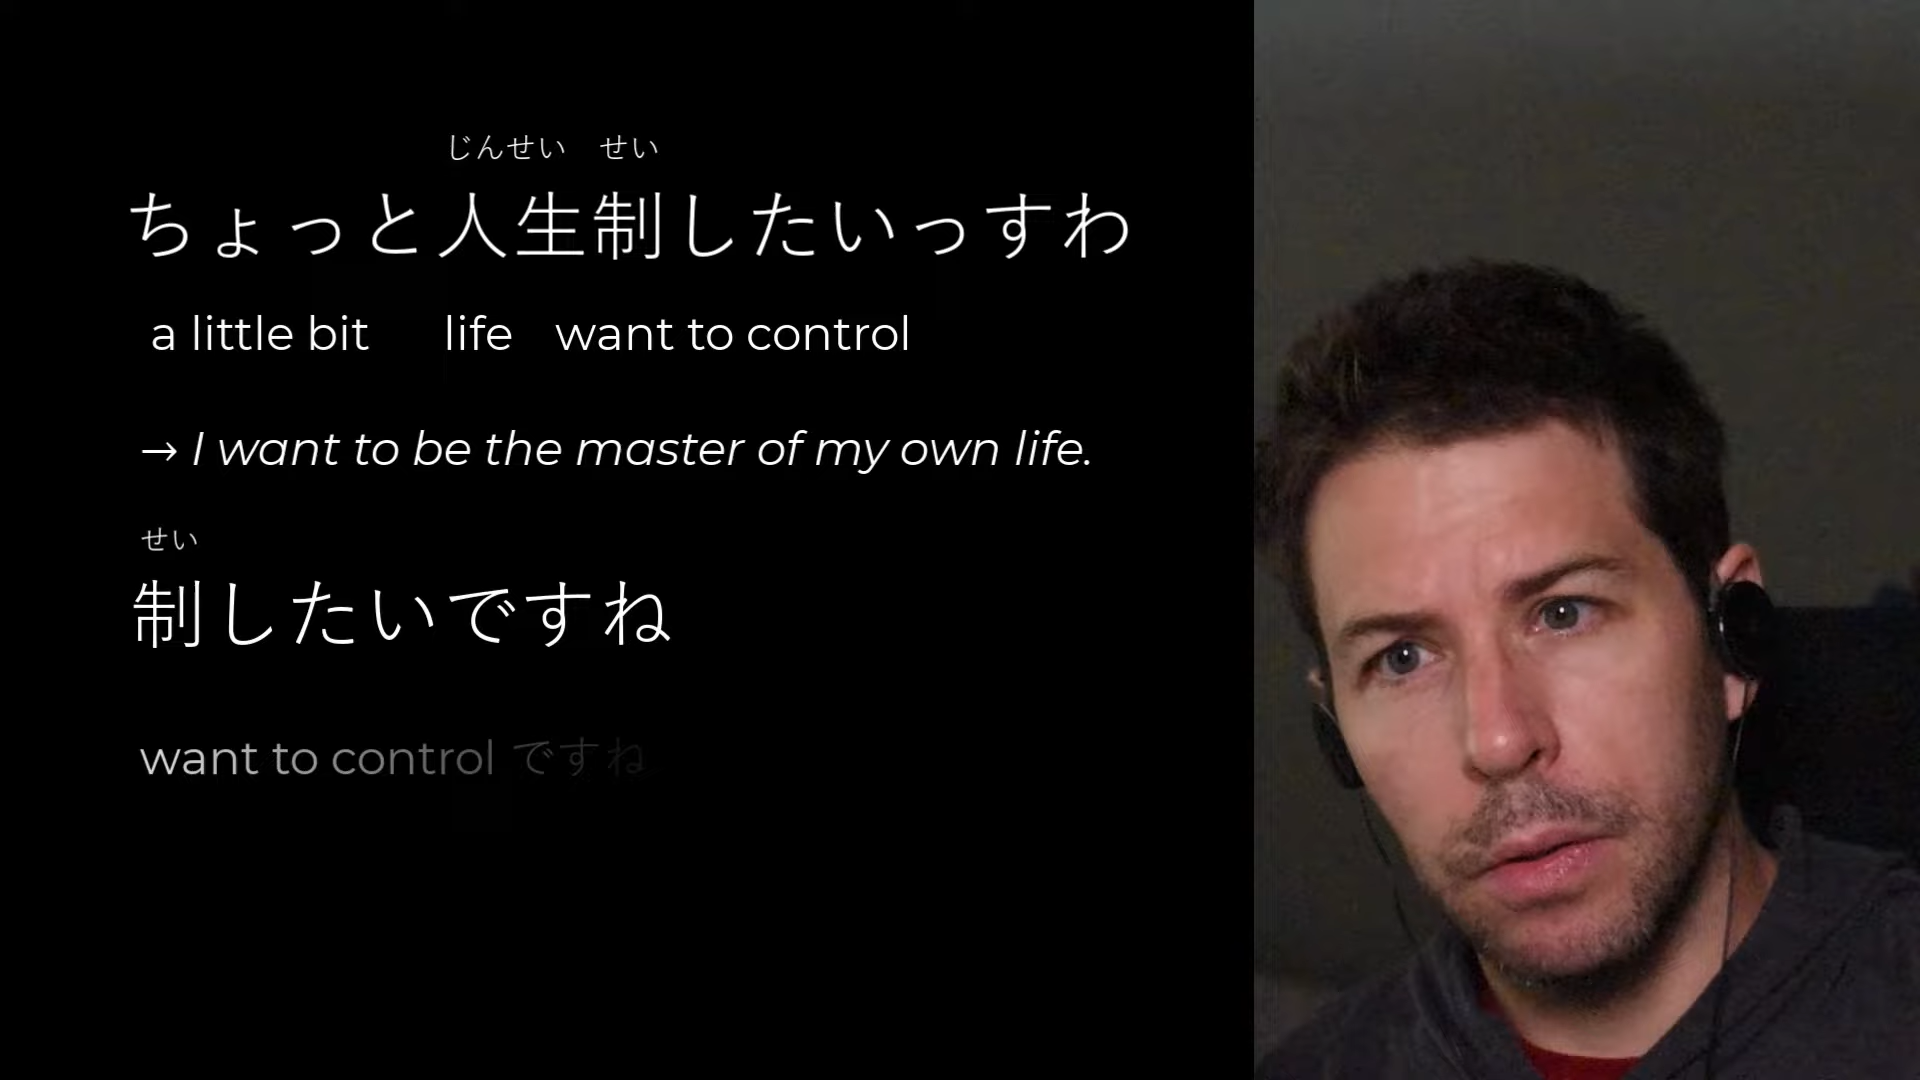 じんせい せい
ちょっと人生制したいっすわ
a little bit life want to control
→ I want to be the master of my own life.
せい
制したいですね
want to control ですね